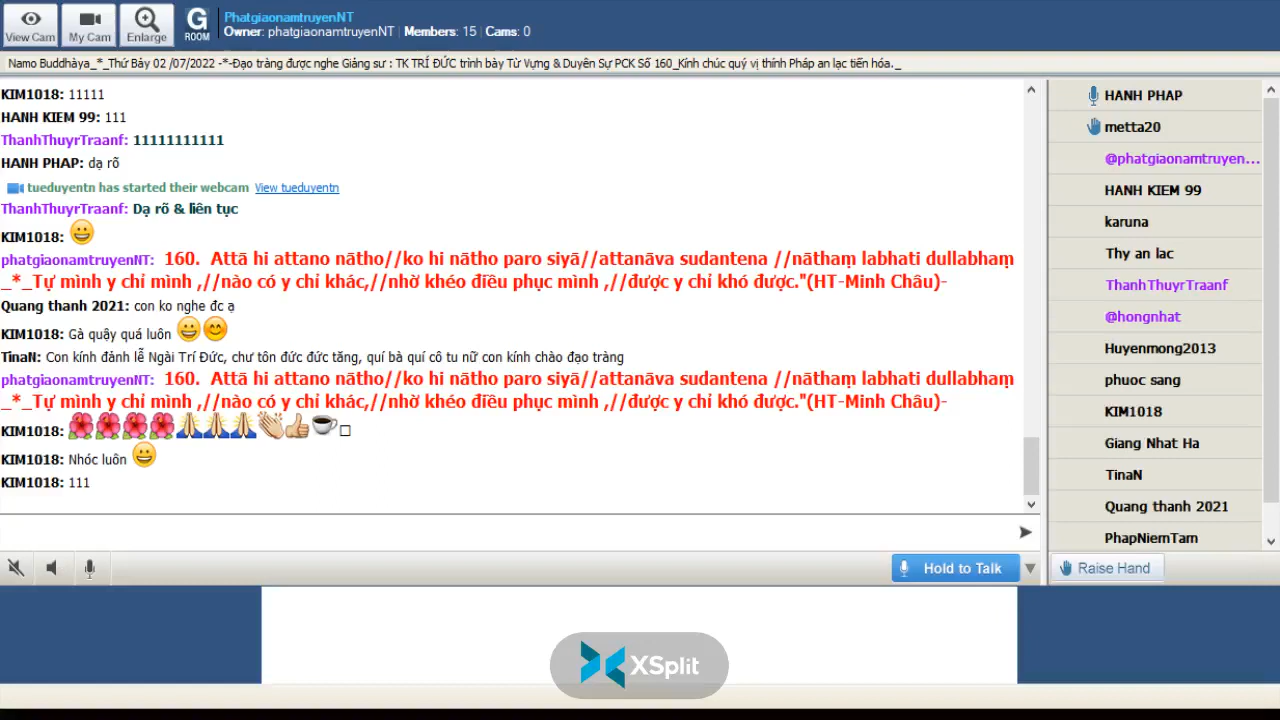 View Cam
My Cam
Enlarge
G
ROOM
PhatgiaonamtruyenNT
Owner: phatgiaonamtruyenNT | Members: 15 | Cams: 0
Namo Buddhàya_*_Thứ Bảy 02 /07/2022 -*-Đạo tràng được nghe Giảng sư : TK TRÍ ĐỨC trình bày Từ Vựng & Duyên Sự PCK Số 160_Kính chúc quý vị thính Pháp an lạc tiến hóa._
KIM1018: 11111
HANH KIEM 99: 111
ThanhThuyrTraanf: 11111111111
HANH PHAP: dạ rõ
tueduyentn has started their webcam View tueduyentn
ThanhThuyrTraanf: Dạ rõ & liên tục
KIM1018: 😀
phatgiaonamtruyenNT: 160. Attā hi attano nātho//ko hi nātho paro siyā//attanāva sudantena //nāthaṃ labhati dullabhaṃ
_*_Tự mình y chỉ mình ,//nào có y chỉ khác,//nhờ khéo điều phục mình ,//được y chỉ khó được."(HT-Minh Châu)-
Quang thanh 2021: con ko nghe đc ạ
KIM1018: Gà quậy quá luôn 😀😊
TinaN: Con kính đảnh lễ Ngài Trí Đức, chư tôn đức đức tăng, quí bà quí cô tu nữ con kính chào đạo tràng
phatgiaonamtruyenNT: 160. Attā hi attano nātho//ko hi nātho paro siyā//attanāva sudantena //nāthaṃ labhati dullabhaṃ
_*_Tự mình y chỉ mình ,//nào có y chỉ khác,//nhờ khéo điều phục mình ,//được y chỉ khó được."(HT-Minh Châu)-
KIM1018: 🌺🌺🌺🌺🙏🙏🙏👏👍☕□
KIM1018: Nhóc luôn 😀
KIM1018: 111
Hold to Talk
HANH PHAP
metta20
@phatgiaonamtruyen...
HANH KIEM 99
karuna
Thy an lac
ThanhThuyrTraanf
@hongnhat
Huyenmong2013
phuoc sang
KIM1018
Giang Nhat Ha
TinaN
Quang thanh 2021
PhapNiemTam
Raise Hand
XSplit